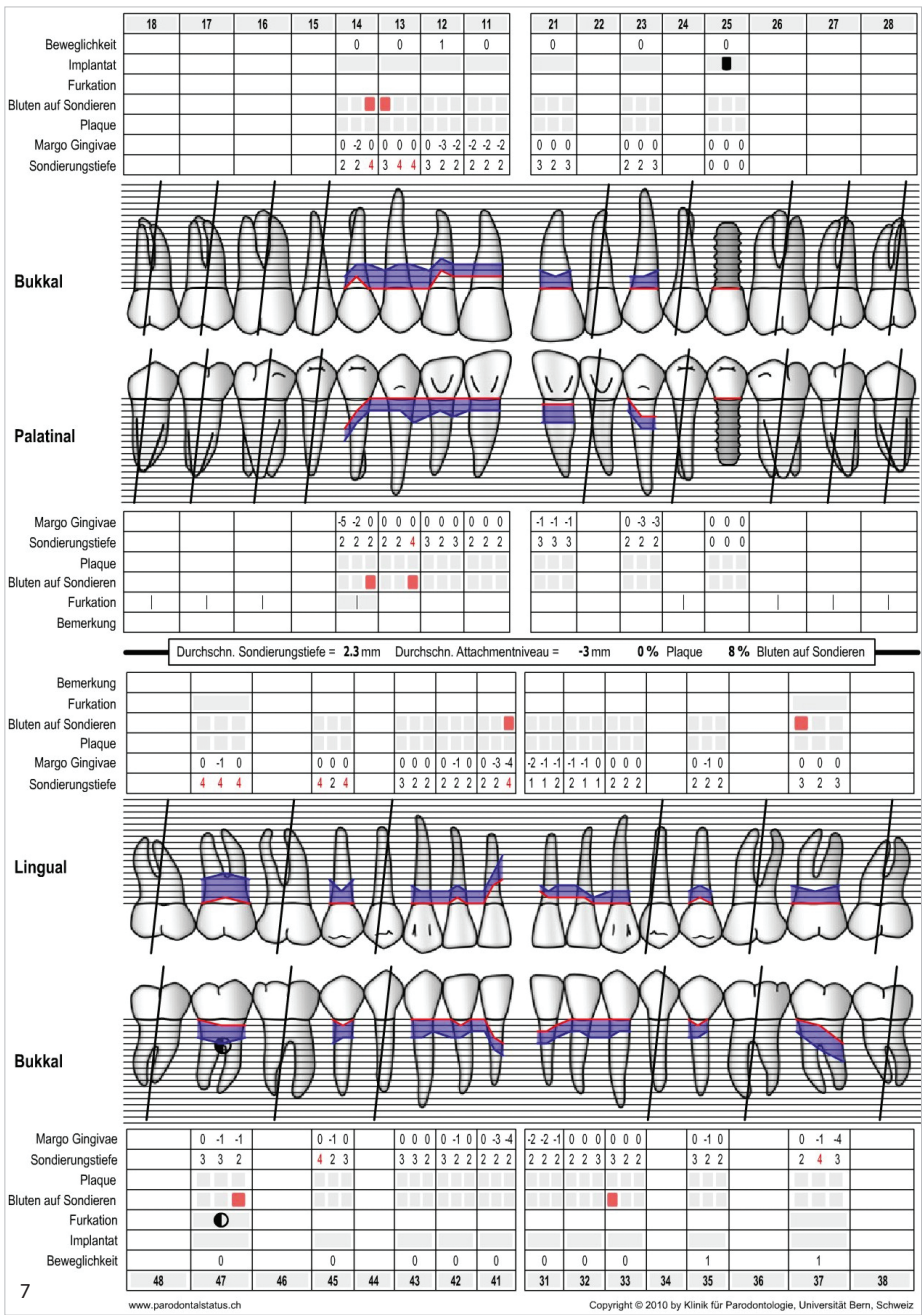 18 17 16 15 14 13 12 11 21 22 23 24 25 26 27 28
Beweglichkeit 0 0 1 0 0 0 0
Implantat
Furkation
Bluten auf Sondieren
Plaque
Margo Gingivae 0 -2 0 0 0 0 0 -3 -2 -2 -2 -2 0 0 0 0 0 0 0 0 0
Sondierungstiefe 2 2 4 3 4 4 3 2 2 2 2 2 3 2 3 2 2 3 0 0 0
Bukkal
Palatinal
Margo Gingivae -5 -2 0 0 0 0 0 0 0 0 0 0 -1 -1 -1 0 -3 -3 0 0 0
Sondierungstiefe 2 2 2 2 2 4 3 2 3 2 2 2 3 3 3 2 2 2 0 0 0
Plaque
Bluten auf Sondieren
Furkation
Bemerkung
Durchschn. Sondierungstiefe = 2.3 mm Durchschn. Attachmentniveau = -3 mm 0 % Plaque 8 % Bluten auf Sondieren
Bemerkung
Furkation
Bluten auf Sondieren
Plaque
Margo Gingivae 0 -1 0 0 0 0 0 0 0 0 -1 0 0 -3 -4 -2 -1 -1 -1 -1 0 0 0 0 0 -1 0 0 0 0
Sondierungstiefe 4 4 4 4 2 4 3 2 2 2 2 2 2 2 4 1 1 2 2 1 1 2 2 2 2 2 2 3 2 3
Lingual
Bukkal
Margo Gingivae 0 -1 -1 0 -1 0 0 0 0 0 -1 0 0 -3 -4 -2 -2 -1 0 0 0 0 0 0 0 -1 0 0 -1 -4
Sondierungstiefe 3 3 2 4 2 3 3 3 2 3 2 2 2 2 2 2 2 2 2 2 3 3 2 2 3 2 2 2 4 3
Plaque
Bluten auf Sondieren
Furkation
Implantat
Beweglichkeit 0 0 0 0 0 0 0 0 1 1
48 47 46 45 44 43 42 41 31 32 33 34 35 36 37 38
7
www.parodontalstatus.ch Copyright © 2010 by Klinik für Parodontologie, Universität Bern, Schweiz